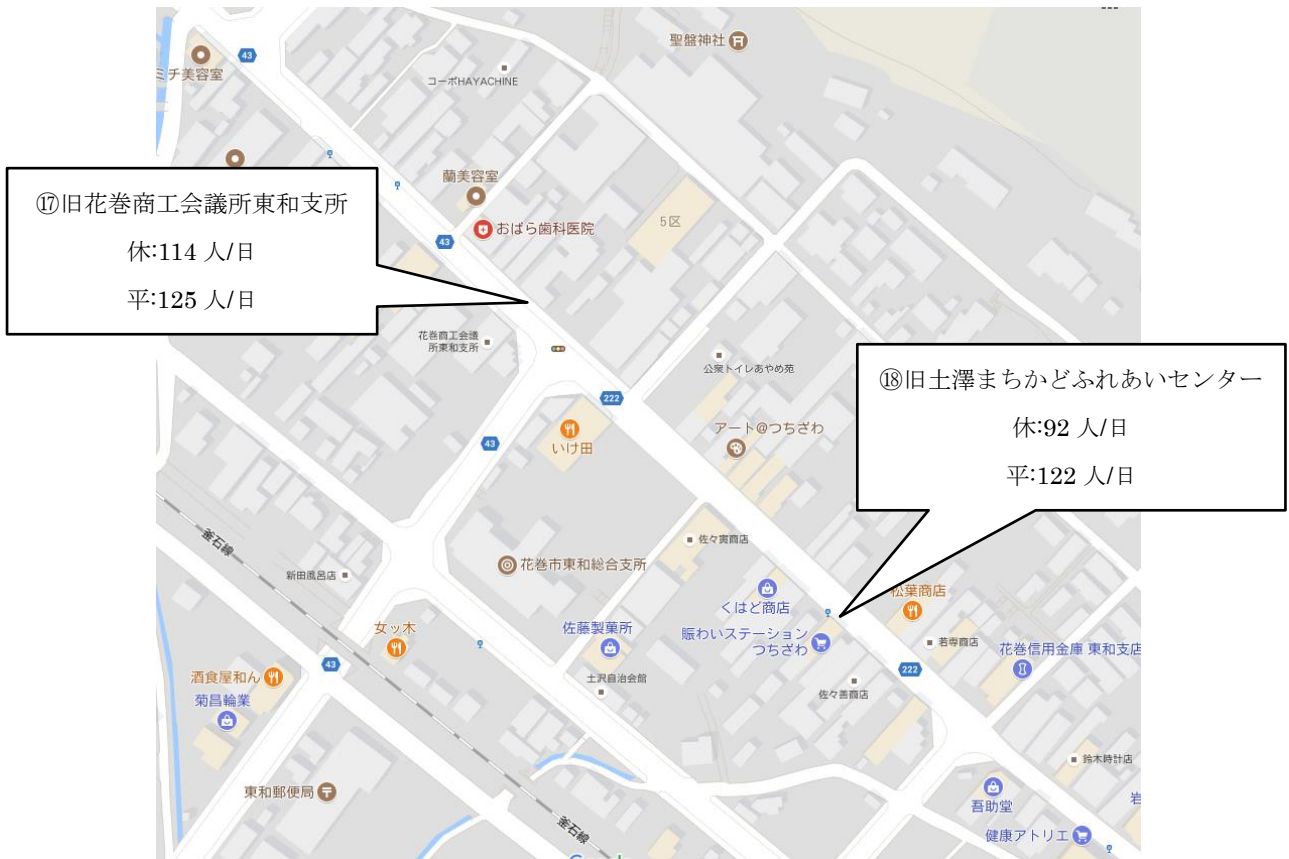 聖盤神社
43
ミチ美容室
コーポHAYACHINE
⑰旧花巻商工会議所東和支所
休:114 人/日
平:125 人/日
蘭美容室
おばら歯科医院
43
5区
花巻商工会議
所東和支所
公衆トイレあやめ苑
⑱旧土澤まちかどふれあいセンター
休:92 人/日
平:122 人/日
222
アート@つちざわ
いけ田
43
釜石線
佐々寅商店
花巻市東和総合支所
新田風呂店
くはど商店
松葉商店
女ッ木
佐藤製菓所
賑わいステーション
つちざわ
若専商店
花巻信用金庫 東和支店
43
222
酒食屋和ん
土沢自治会館
佐々善商店
菊昌輪業
鈴木時計店
東和郵便局
吾助堂
岩
釜石線
健康アトリエ